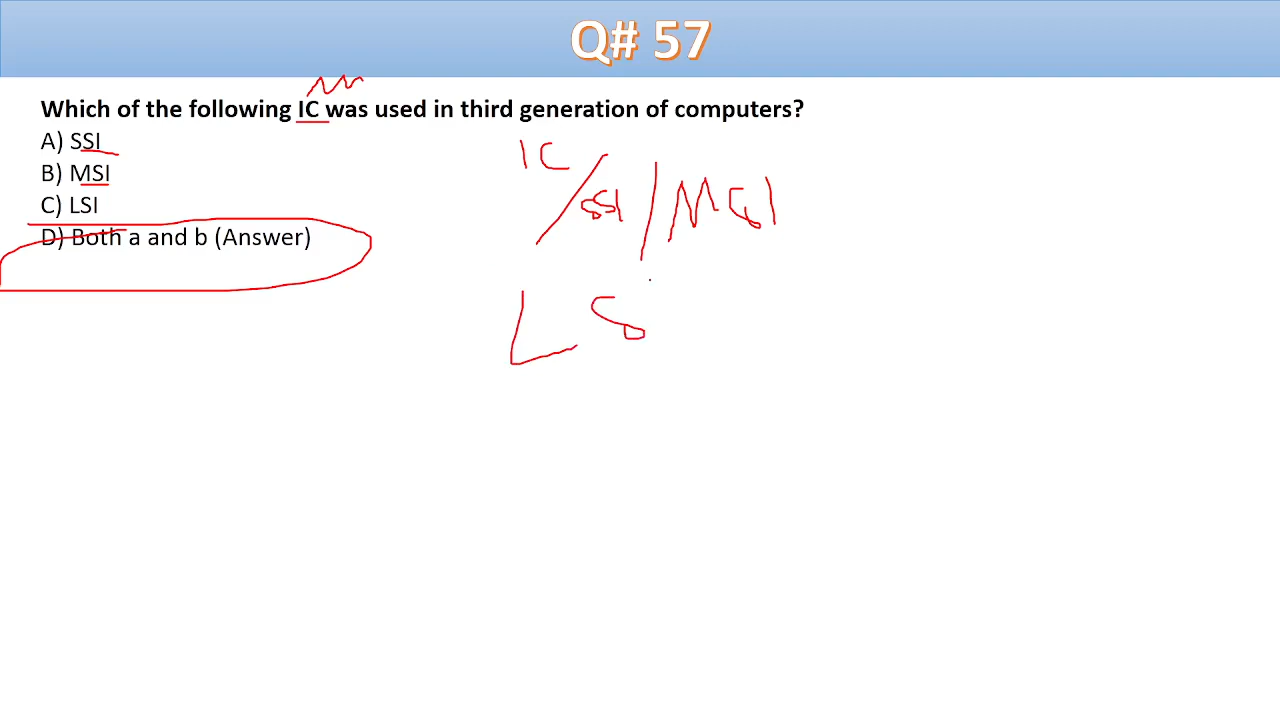 Q# 57
Which of the following IC was used in third generation of computers?
A) SSI
B) MSI
C) LSI
D) Both a and b (Answer)
IC / SSI / MSI
L S